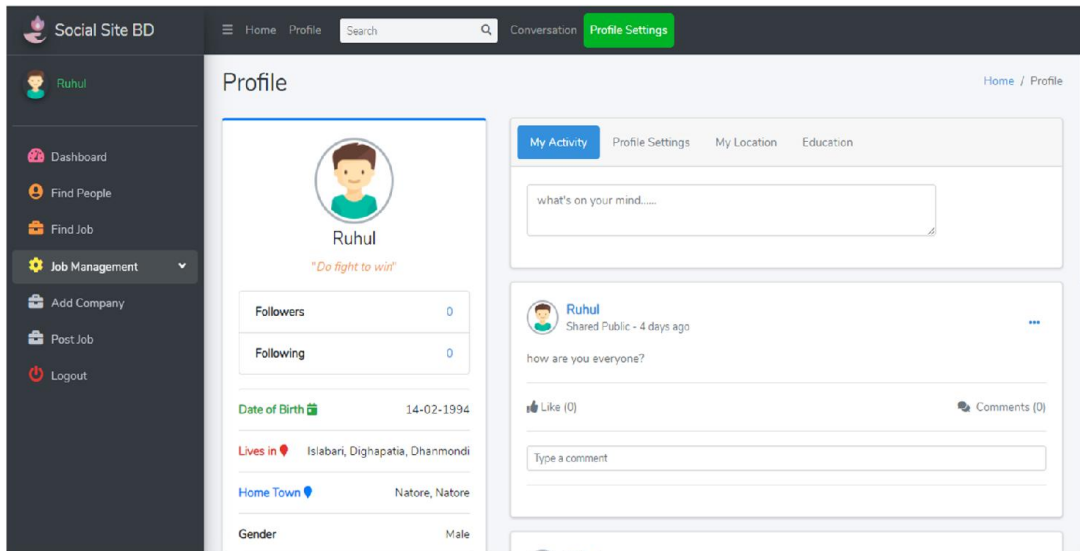 Social Site BD
Home Profile Search Conversation Profile Settings
Ruhul
Dashboard
Find People
Find Job
Job Management
Add Company
Post Job
Logout
Profile
Home / Profile
Ruhul
"Do fight to win"
Followers 0
Following 0
Date of Birth 14-02-1994
Lives in Islabari, Dighapatia, Dhanmondi
Home Town Natore, Natore
Gender Male
My Activity Profile Settings My Location Education
what's on your mind......
Ruhul
Shared Public - 4 days ago
how are you everyone?
Like (0) Comments (0)
Type a comment